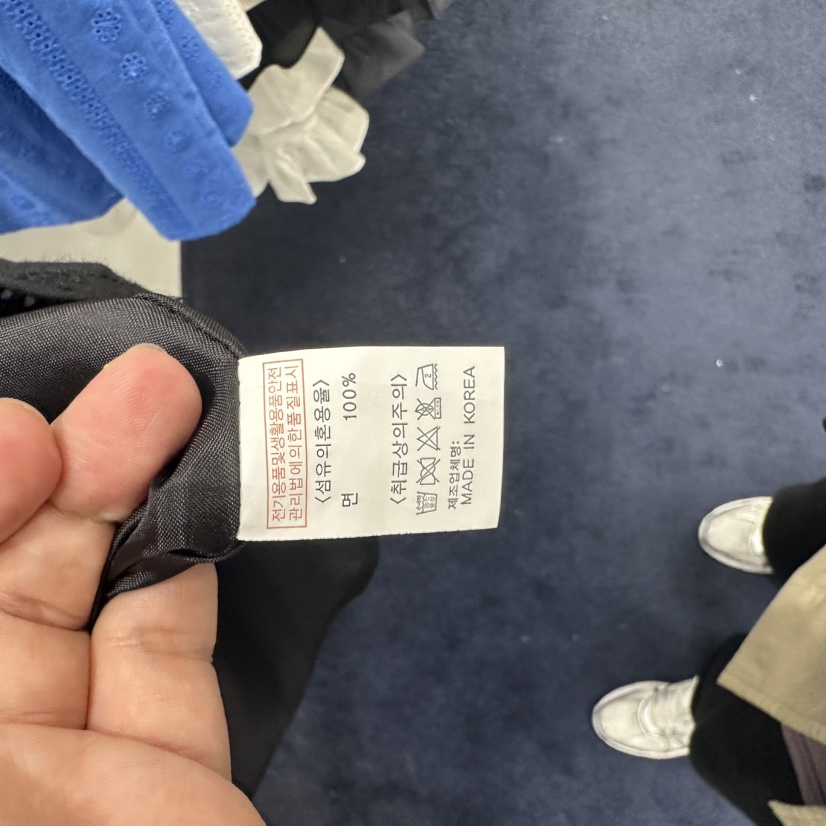 전기용품및생활용품안전
관리법에의한품질표시
<섬유의혼용율>
면 100%
<취급상의주의>
제조업체명:
MADE IN KOREA